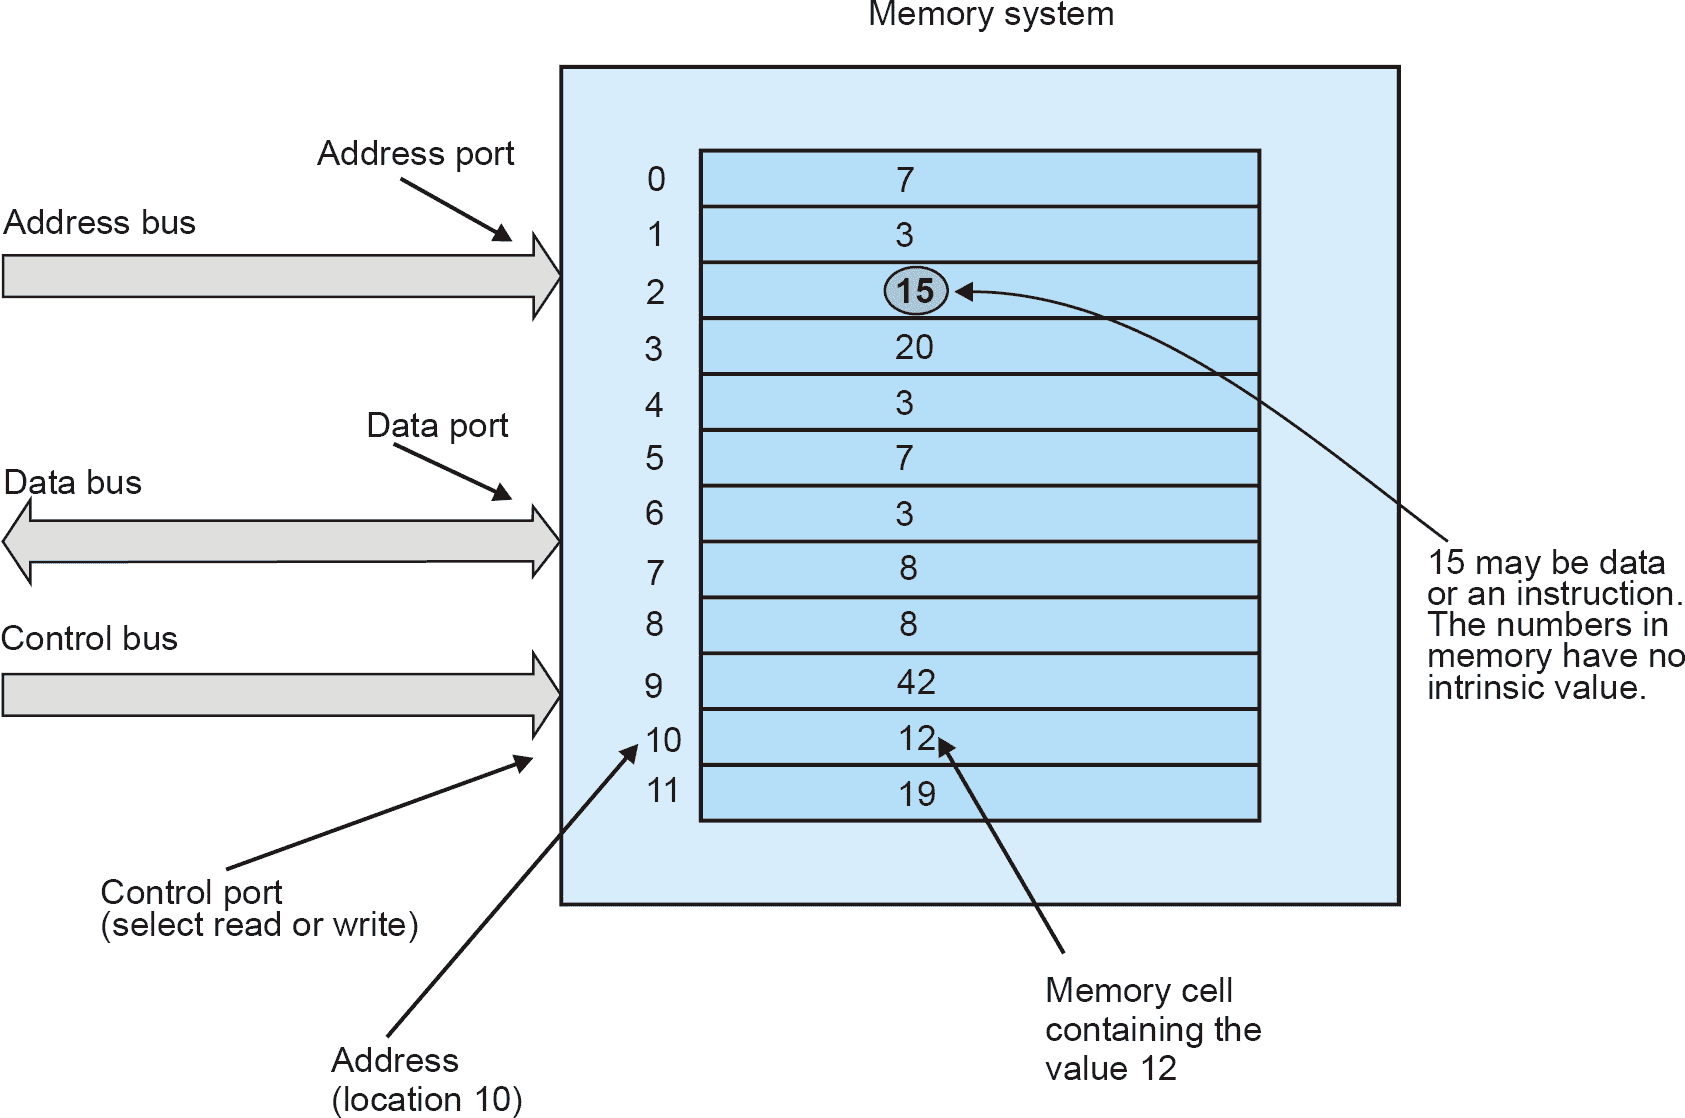 Memory system
Address port
Address bus
Data port
Data bus
Control bus
0 7
1 3
2 15
3 20
4 3
5 7
6 3
7 8
8 8
9 42
10 12
11 19
15 may be data
or an instruction.
The numbers in
memory have no
intrinsic value.
Control port
(select read or write)
Address
(location 10)
Memory cell
containing the
value 12